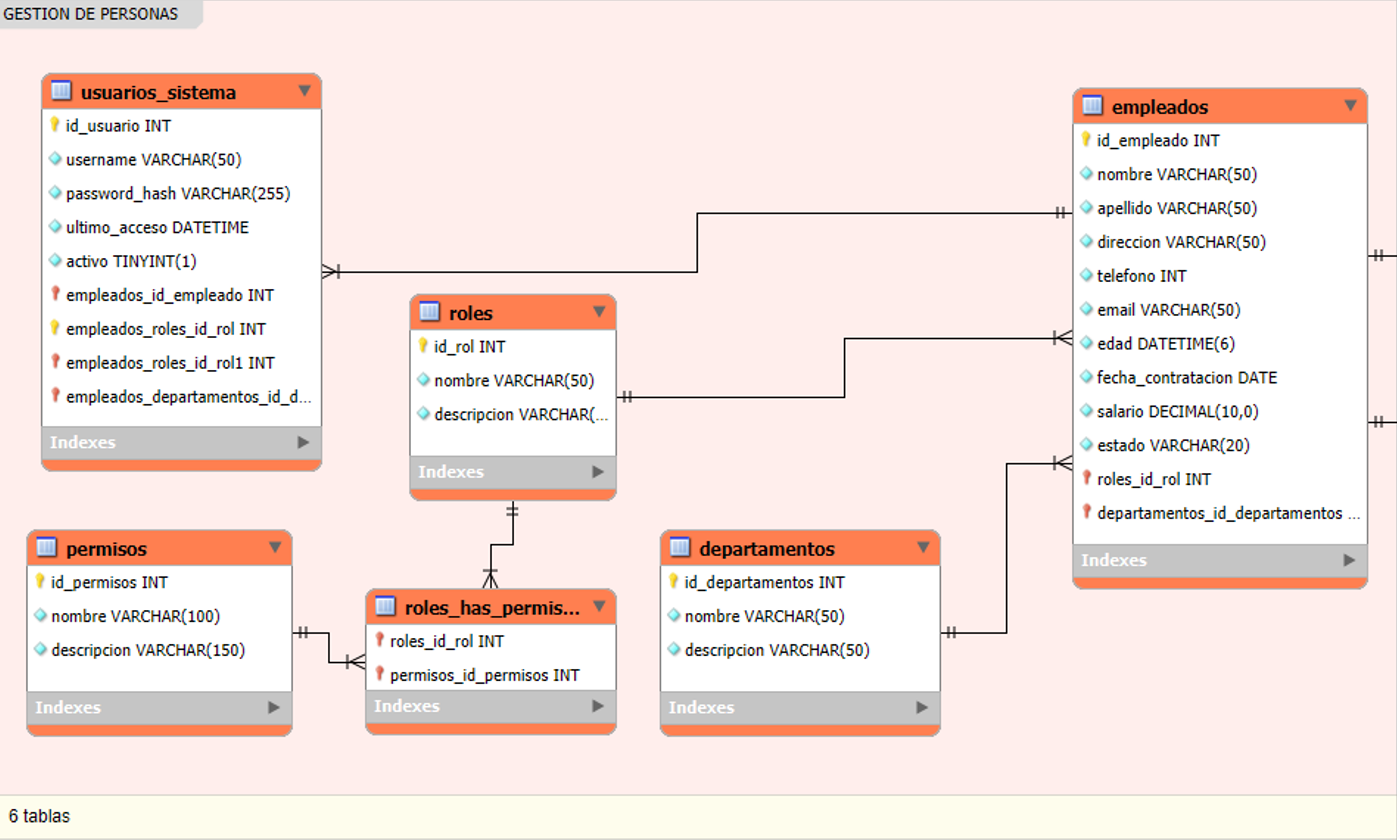 GESTION DE PERSONAS
usuarios_sistema
id_usuario INT
username VARCHAR(50)
password_hash VARCHAR(255)
ultimo_acceso DATETIME
activo TINYINT(1)
empleados_id_empleado INT
empleados_roles_id_rol INT
empleados_roles_id_rol1 INT
empleados_departamentos_id_d...
Indexes
roles
id_rol INT
nombre VARCHAR(50)
descripcion VARCHAR(...
Indexes
empleados
id_empleado INT
nombre VARCHAR(50)
apellido VARCHAR(50)
direccion VARCHAR(50)
telefono INT
email VARCHAR(50)
edad DATETIME(6)
fecha_contratacion DATE
salario DECIMAL(10,0)
estado VARCHAR(20)
roles_id_rol INT
departamentos_id_departamentos ...
Indexes
permisos
id_permisos INT
nombre VARCHAR(100)
descripcion VARCHAR(150)
Indexes
roles_has_permis...
roles_id_rol INT
permisos_id_permisos INT
Indexes
departamentos
id_departamentos INT
nombre VARCHAR(50)
descripcion VARCHAR(50)
Indexes
6 tablas